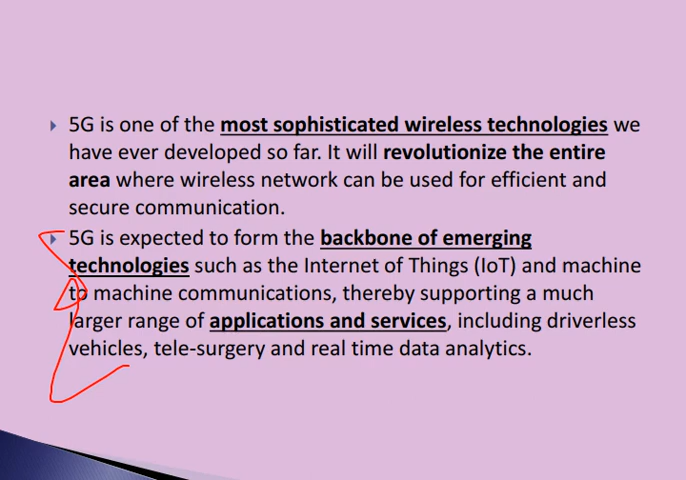 5G is one of the most sophisticated wireless technologies we
have ever developed so far. It will revolutionize the entire
area where wireless network can be used for efficient and
secure communication.
5G is expected to form the backbone of emerging
technologies such as the Internet of Things (IoT) and machine
to machine communications, thereby supporting a much
larger range of applications and services, including driverless
vehicles, tele-surgery and real time data analytics.